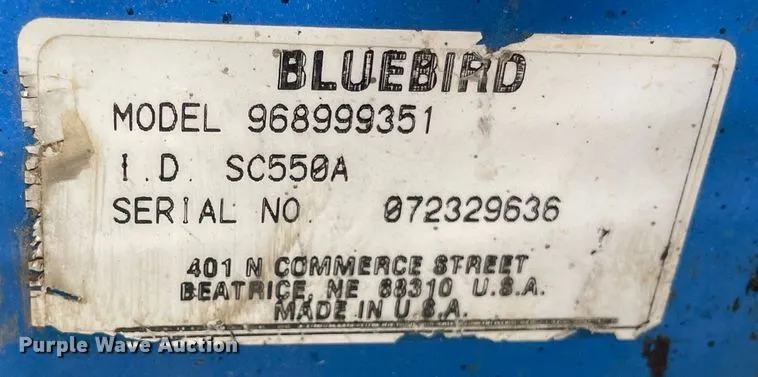 BLUEBIRD
MODEL 968999351
I.D. SC550A
SERIAL NO. 072329636
401 N COMMERCE STREET
BEATRICE, NE 68310 U.S.A.
MADE IN U.S.A.
Purple Wave Auction